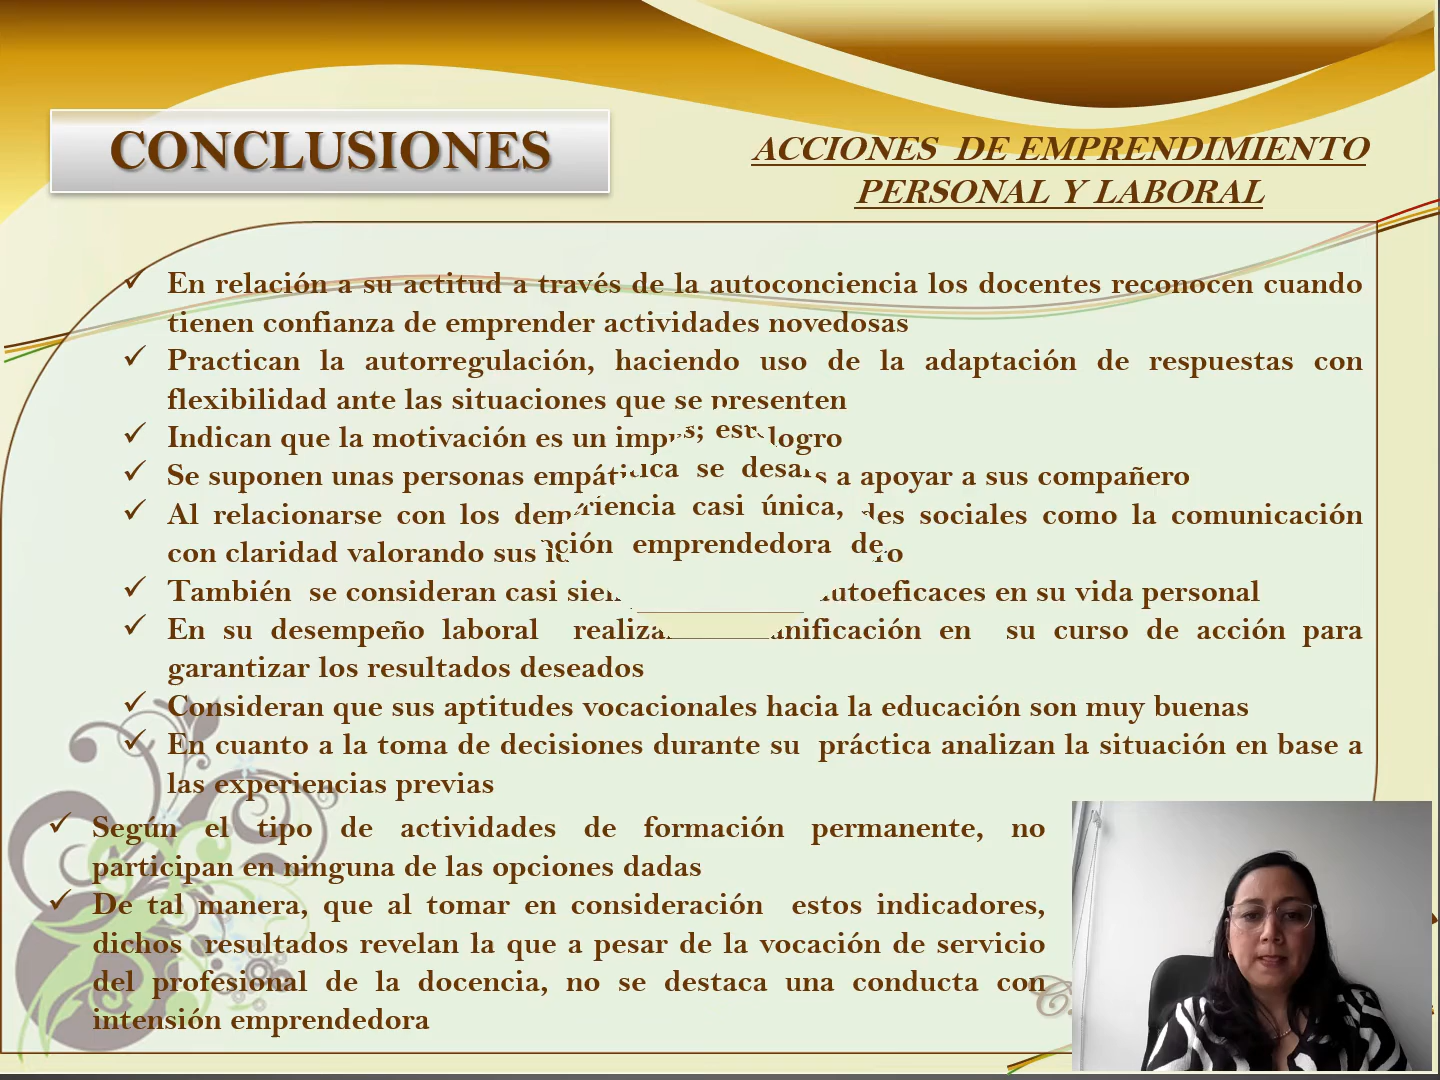 CONCLUSIONES
ACCIONES DE EMPRENDIMIENTO
PERSONAL Y LABORAL
En relación a su actitud a través de la autoconciencia los docentes reconocen cuando
tienen confianza de emprender actividades novedosas
Practican la autorregulación, haciendo uso de la adaptación de respuestas con
flexibilidad ante las situaciones que se presenten
Indican que la motivación es un logro
Se suponen unas personas se a apoyar a sus compañero
Al relacionarse con los casi única, sociales como la comunicación
con claridad valorando sus emprendedora
También se consideran casi en su vida personal
En su desempeño laboral en su curso de acción para
garantizar los resultados deseados
Consideran que sus aptitudes vocacionales hacia la educación son muy buenas
En cuanto a la toma de decisiones durante su práctica analizan la situación en base a
las experiencias previas
Según el tipo de actividades de formación permanente, no
participan en ninguna de las opciones dadas
De tal manera, que al tomar en consideración estos indicadores,
dichos resultados revelan la que a pesar de la vocación de servicio
del profesional de la docencia, no se destaca una conducta con
intensión emprendedora